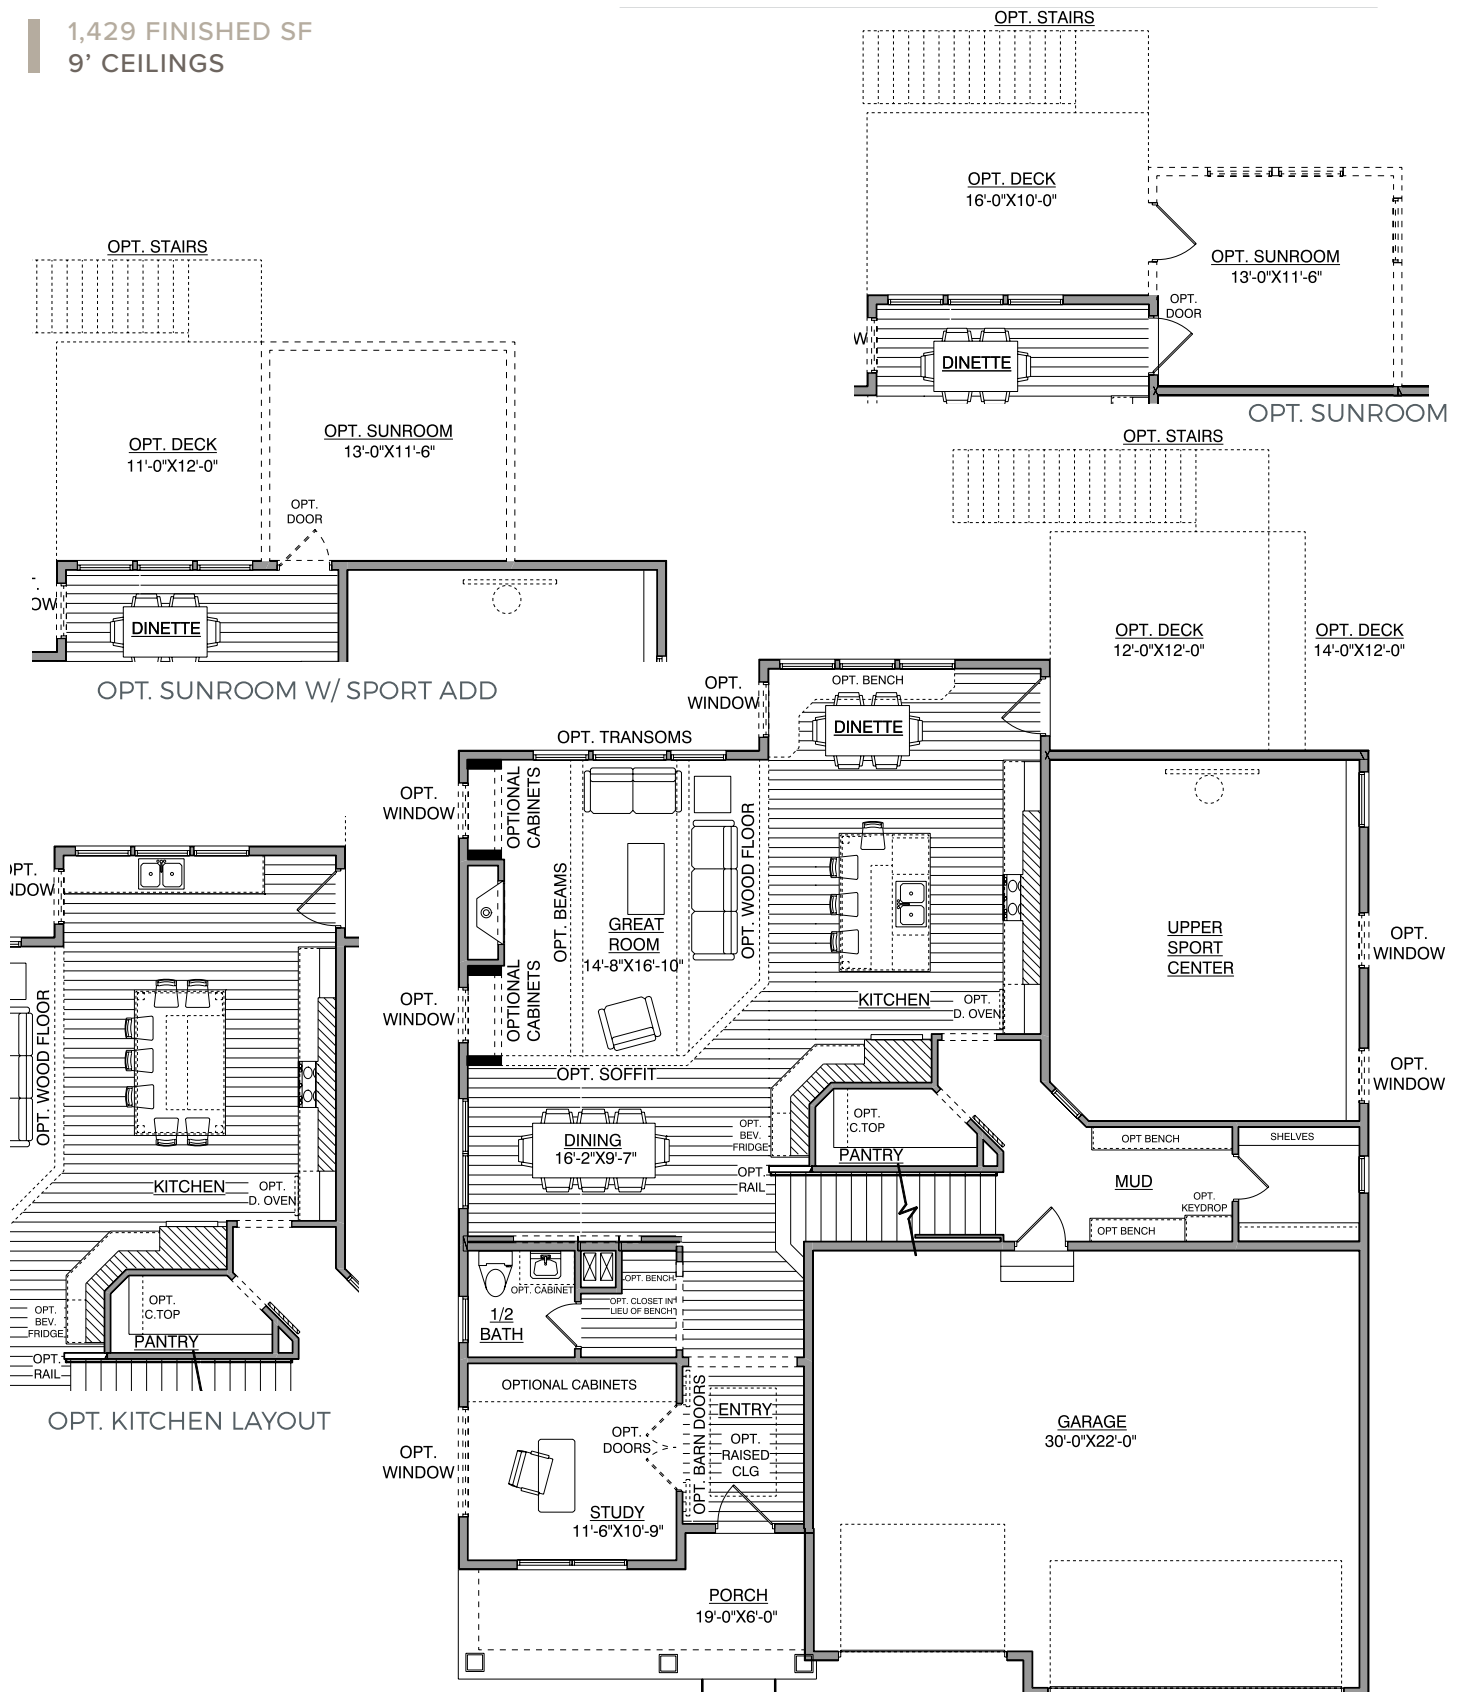 1,429 FINISHED SF
9' CEILINGS
OPT. STAIRS
OPT. DECK
16'-0"X10'-0"
OPT. SUNROOM
13'-0"X11'-6"
OPT.
DOOR
W
DINETTE
OPT. SUNROOM
OPT. STAIRS
OPT. DECK
11'-0"X12'-0"
OPT. SUNROOM
13'-0"X11'-6"
OPT.
DOOR
OW
DINETTE
OPT. SUNROOM W/ SPORT ADD
OPT. STAIRS
OPT. DECK
12'-0"X12'-0"
OPT. DECK
14'-0"X12'-0"
OPT.
WINDOW
OPT. BENCH
DINETTE
OPT. TRANSOMS
OPT.
WINDOW
OPTIONAL
CABINETS
OPT. BEAMS
OPT. WOOD FLOOR
GREAT
ROOM
14'-8"X16'-10"
OPT.
WINDOW
OPTIONAL
CABINETS
OPT. SOFFIT
KITCHEN
OPT.
D. OVEN
UPPER
SPORT
CENTER
OPT.
WINDOW
OPT.
WINDOW
DINING
16'-2"X9'-7"
OPT.
BEV.
FRIDGE
OPT.
RAIL
OPT.
C.TOP
PANTRY
OPT BENCH
SHELVES
MUD
OPT.
KEYDROP
OPT BENCH
OPT. CABINET
1/2
BATH
OPT. BENCH
OPT. CLOSET IN
LIEU OF BENCH
OPTIONAL CABINETS
OPT.
WINDOW
OPT.
DOORS
OPT. BARN DOORS
ENTRY
OPT.
RAISED
CLG
STUDY
11'-6"X10'-9"
GARAGE
30'-0"X22'-0"
PORCH
19'-0"X6'-0"
OPT.
NDOW
OPT. WOOD FLOOR
KITCHEN
OPT.
D. OVEN
OPT.
BEV.
FRIDGE
OPT.
RAIL
OPT.
C.TOP
PANTRY
OPT. KITCHEN LAYOUT